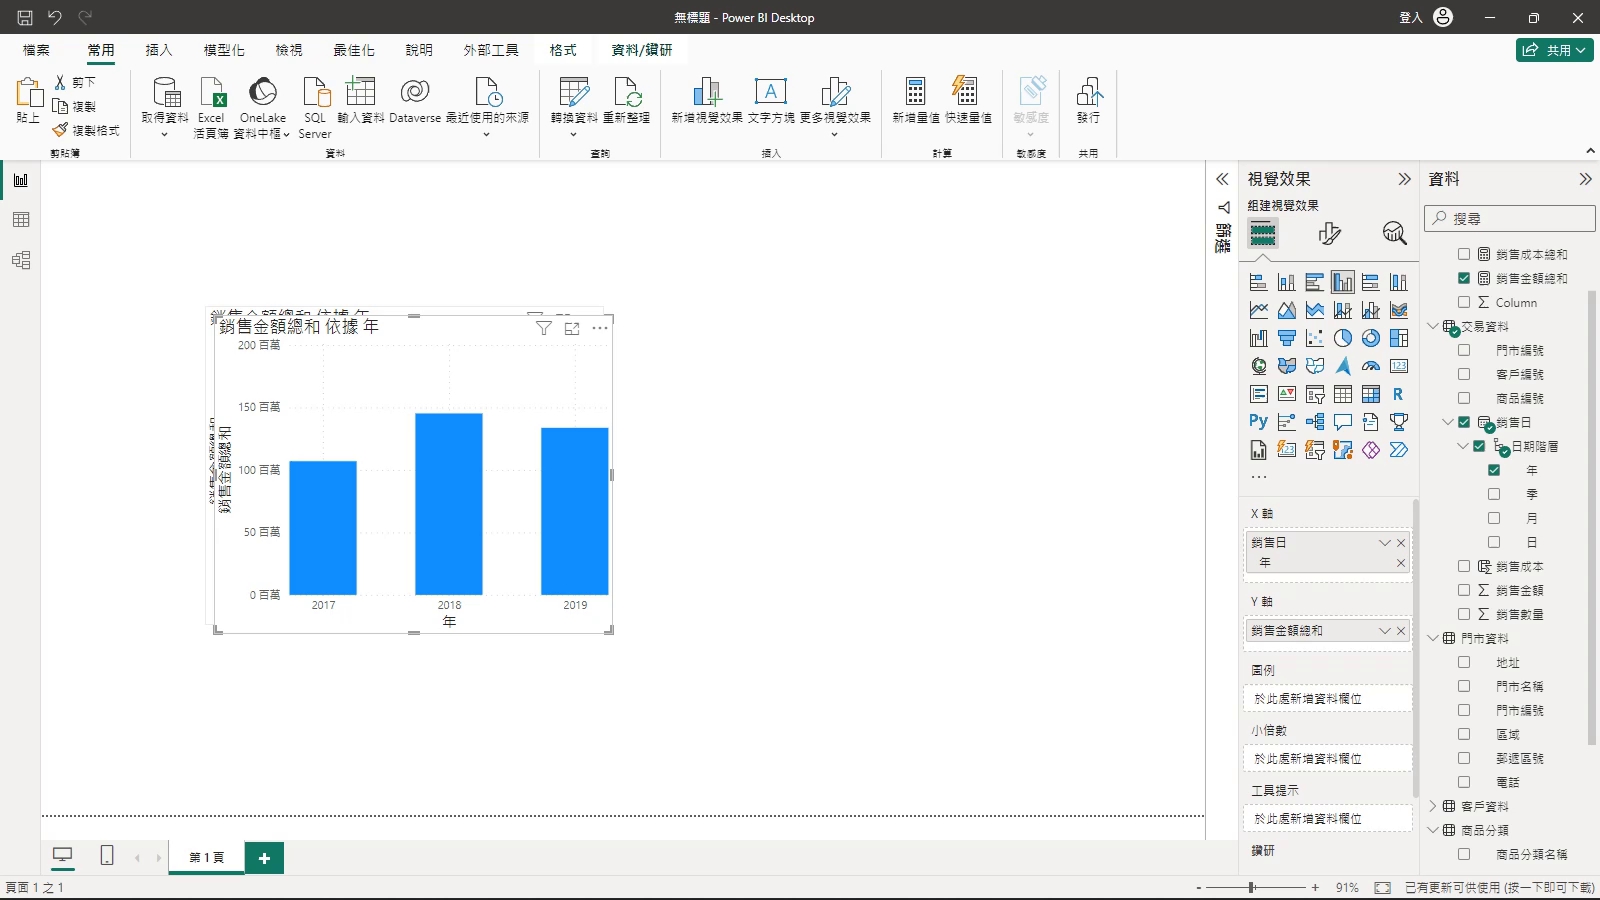 無標題 - Power BI Desktop
登入
檔案 常用 插入 模型化 檢視 最佳化 說明 外部工具 格式 資料/鑽研 共用
貼上 剪下
複製
複製格式
取得資料 Excel 活頁簿 OneLake 資料中樞 SQL Server 輸入資料 Dataverse 最近使用的來源
轉換資料 重新整理
新增視覺效果 文字方塊 更多視覺效果
新增量值 快速量值
敏感度
發行
剪貼簿 資料 查詢 插入 計算 敏感度 共用
銷售金額總和 依據 年
200 百萬
150 百萬
100 百萬
50 百萬
0 百萬
銷售金額總和
2017 2018 2019
年
篩選
視覺效果
組建視覺效果
123
R
Py
123
X 軸
銷售日
年
Y 軸
銷售金額總和
圖例
於此處新增資料欄位
小倍數
於此處新增資料欄位
工具提示
於此處新增資料欄位
鑽研
資料
搜尋
銷售成本總和
銷售金額總和
Column
交易資料
門市編號
客戶編號
商品編號
銷售日
日期階層
年
季
月
日
銷售成本
銷售金額
銷售數量
門市資料
地址
門市名稱
門市編號
區域
郵遞區號
電話
客戶資料
商品分類
商品分類名稱
第 1 頁
頁面 1 之 1
- + 91%
已有更新可供使用 (按一下即可下載)